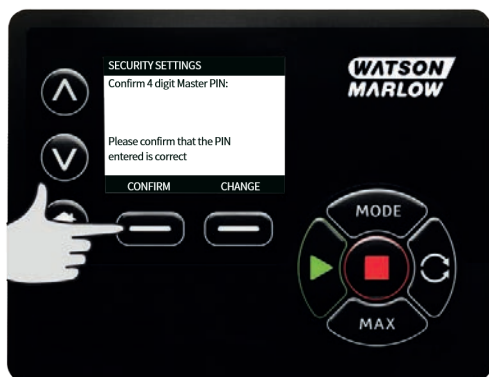 SECURITY SETTINGS
Confirm 4 digit Master PIN:
Please confirm that the PIN
entered is correct
CONFIRM CHANGE
WATSON
MARLOW
MODE
MAX